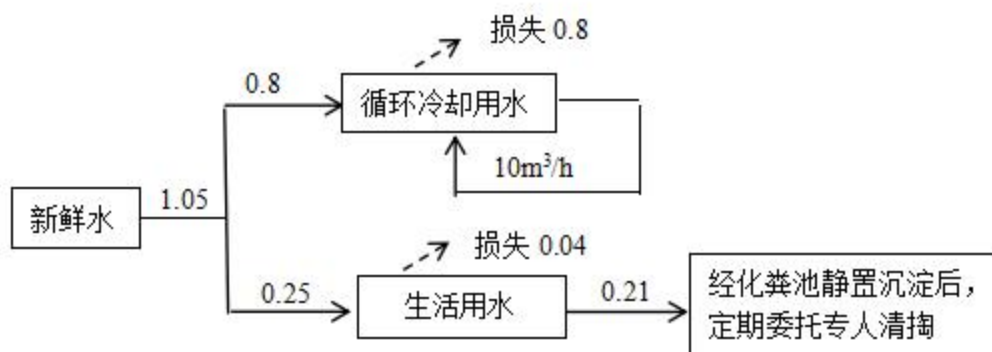 损失 0.8
0.8
循环冷却用水
10m³/h
新鲜水
1.05
损失 0.04
0.25
生活用水
0.21
经化粪池静置沉淀后，
定期委托专人清掏